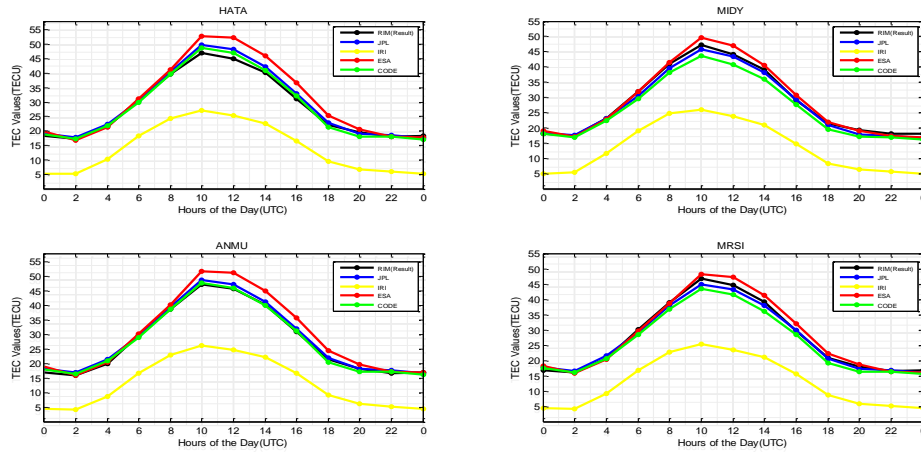 HATA
TEC Values(TECU)
55
50
45
40
35
30
25
20
15
10
5
0 2 4 6 8 10 12 14 16 18 20 22 0
Hours of the Day(UTC)
RIM(Result)
JPL
IRI
ESA
CODE
MIDY
TEC Values(TECU)
55
50
45
40
35
30
25
20
15
10
5
0 2 4 6 8 10 12 14 16 18 20 22 0
Hours of the Day(UTC)
RIM(Result)
JPL
IRI
ESA
CODE
ANMU
TEC Values(TECU)
55
50
45
40
35
30
25
20
15
10
5
0 2 4 6 8 10 12 14 16 18 20 22 0
Hours of the Day(UTC)
RIM(Result)
JPL
IRI
ESA
CODE
MRSI
TEC Values(TECU)
55
50
45
40
35
30
25
20
15
10
5
0 2 4 6 8 10 12 14 16 18 20 22 0
Hours of the Day(UTC)
RIM(Result)
JPL
IRI
ESA
CODE